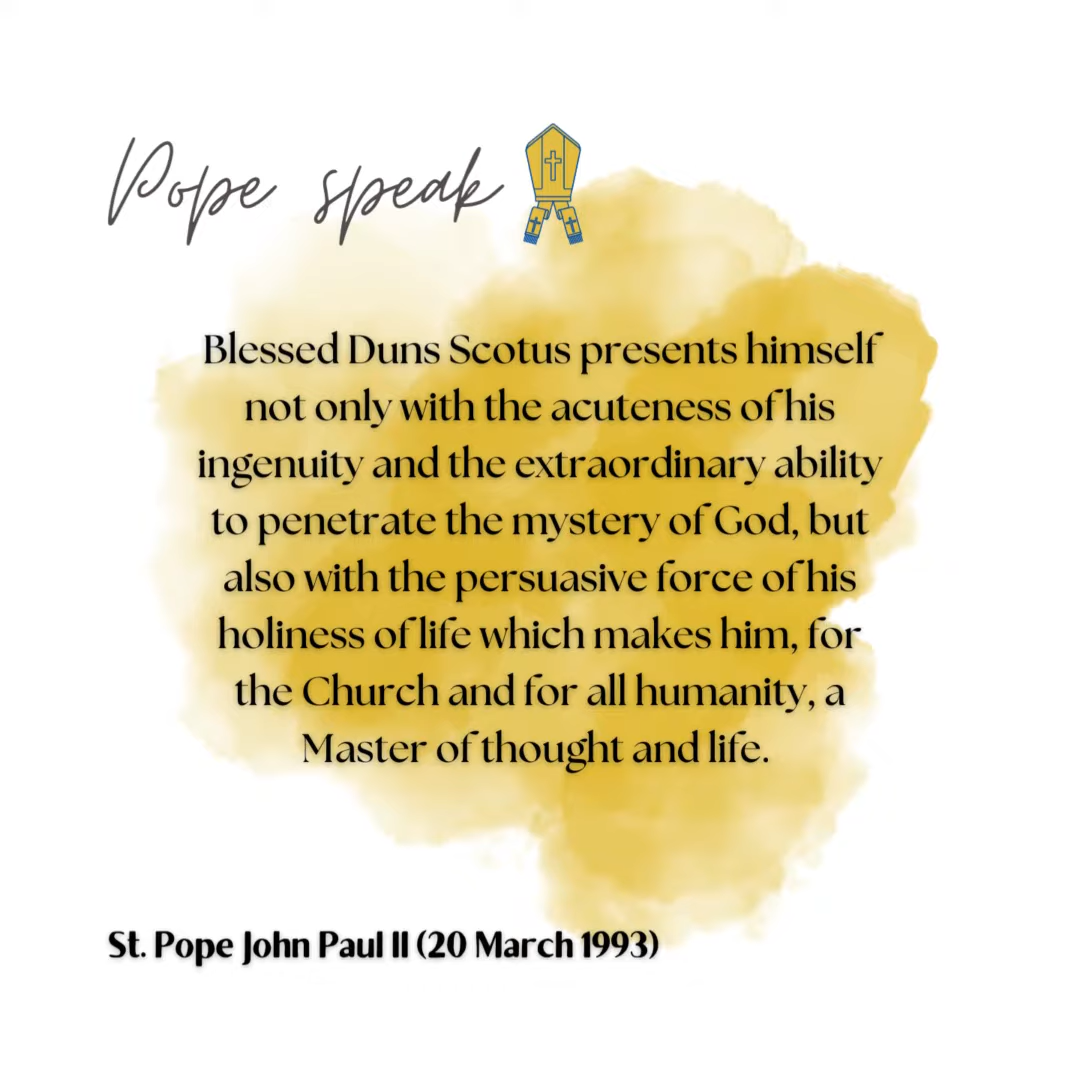 Pope speak
Blessed Duns Scotus presents himself
not only with the acuteness of his
ingenuity and the extraordinary ability
to penetrate the mystery of God, but
also with the persuasive force of his
holiness of life which makes him, for
the Church and for all humanity, a
Master of thought and life.
St. Pope John Paul II (20 March 1993)